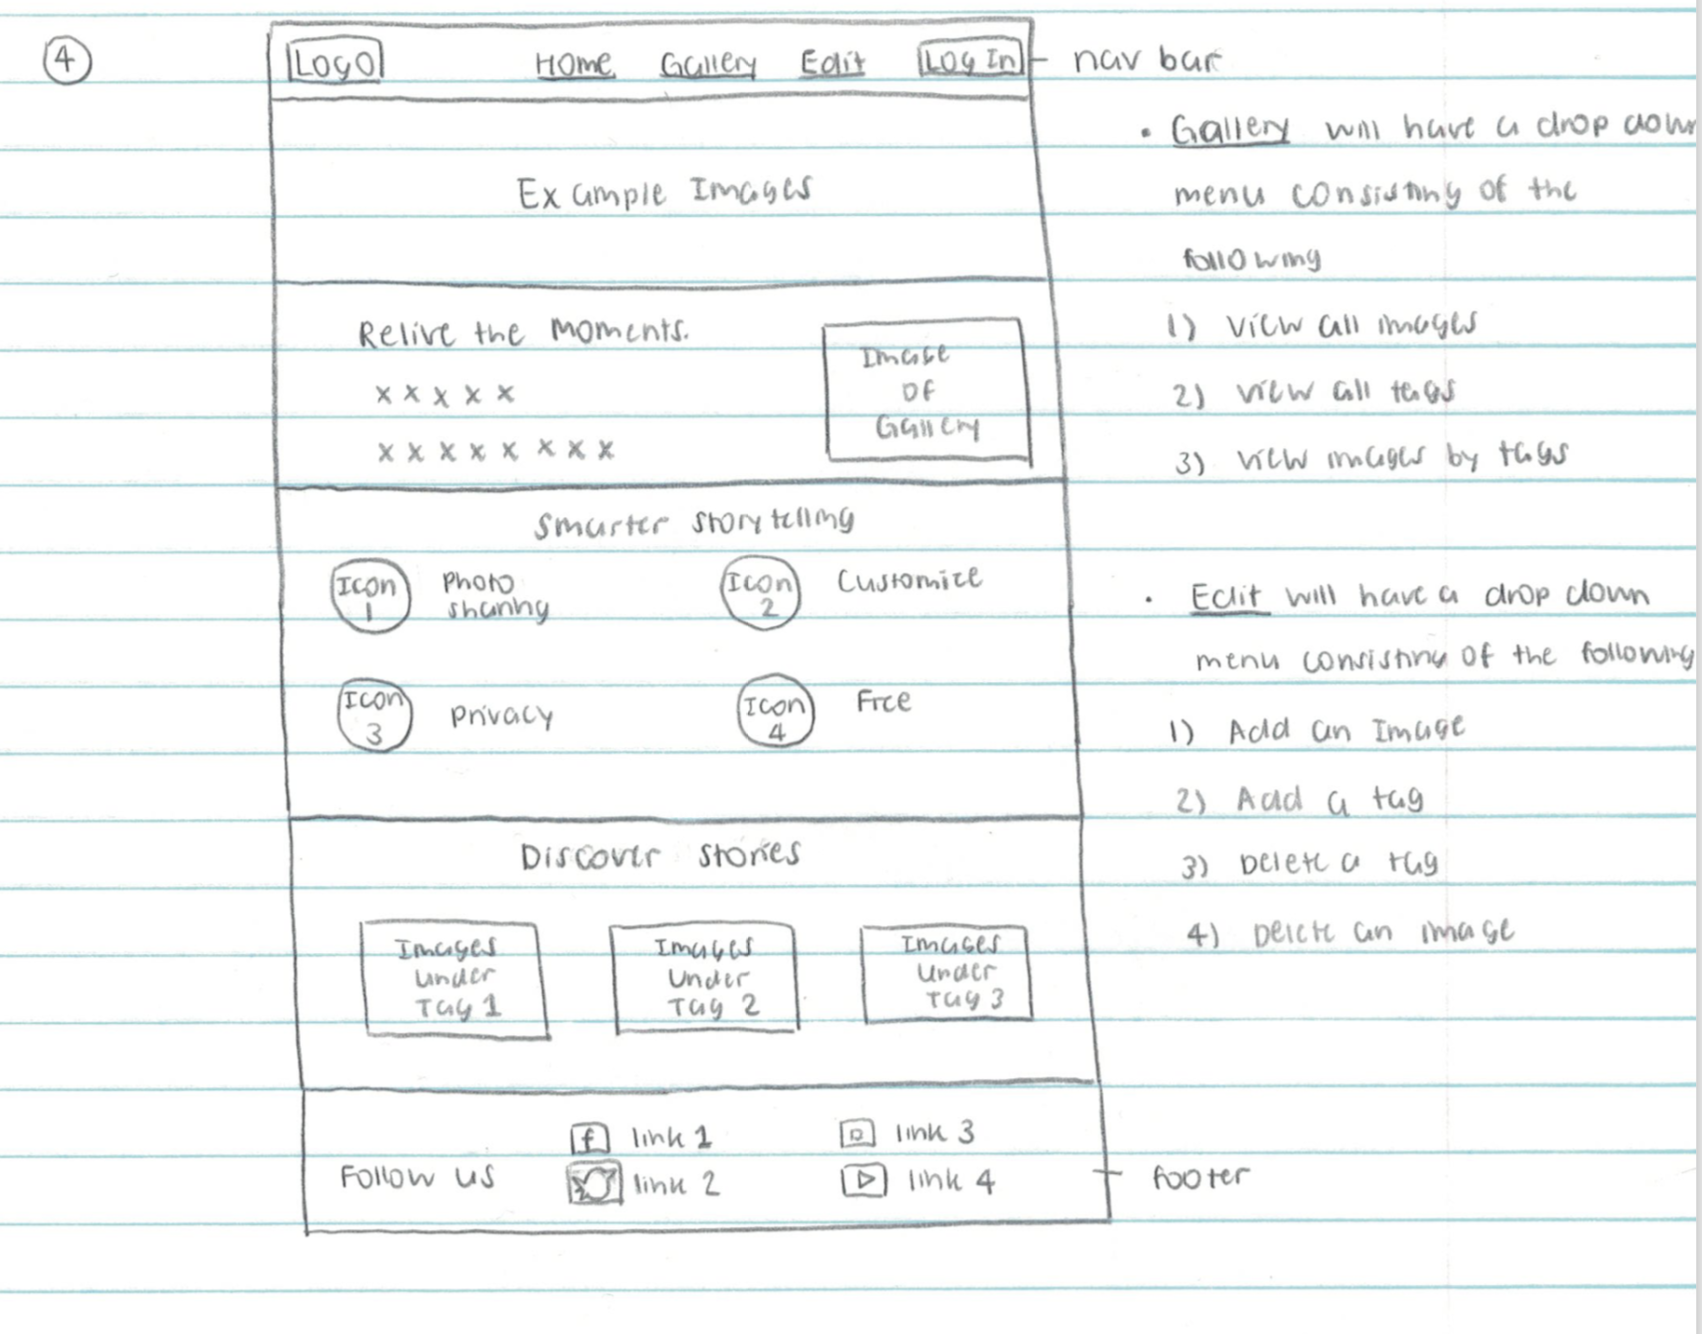 4
Logo Home Gallery Edit Log In nav bar
• Gallery will have a drop down
menu consisting of the
following
1) view all images
2) view all tags
3) view images by tags
Example Images
Relive the moments.
x x x x x
x x x x x x x x
Image
of
Gallery
Smarter storytelling
Icon
1
Photo
sharing
Icon
2
Customize
Icon
3
privacy
Icon
4
Free
• Edit will have a drop down
menu consisting of the following
1) Add an Image
2) Add a tag
3) Delete a tag
4) Delete an image
Discover stories
Images
under
Tag 1
Images
Under
Tag 2
Images
Under
Tag 3
Follow us
f link 1
link 2
link 3
link 4
footer